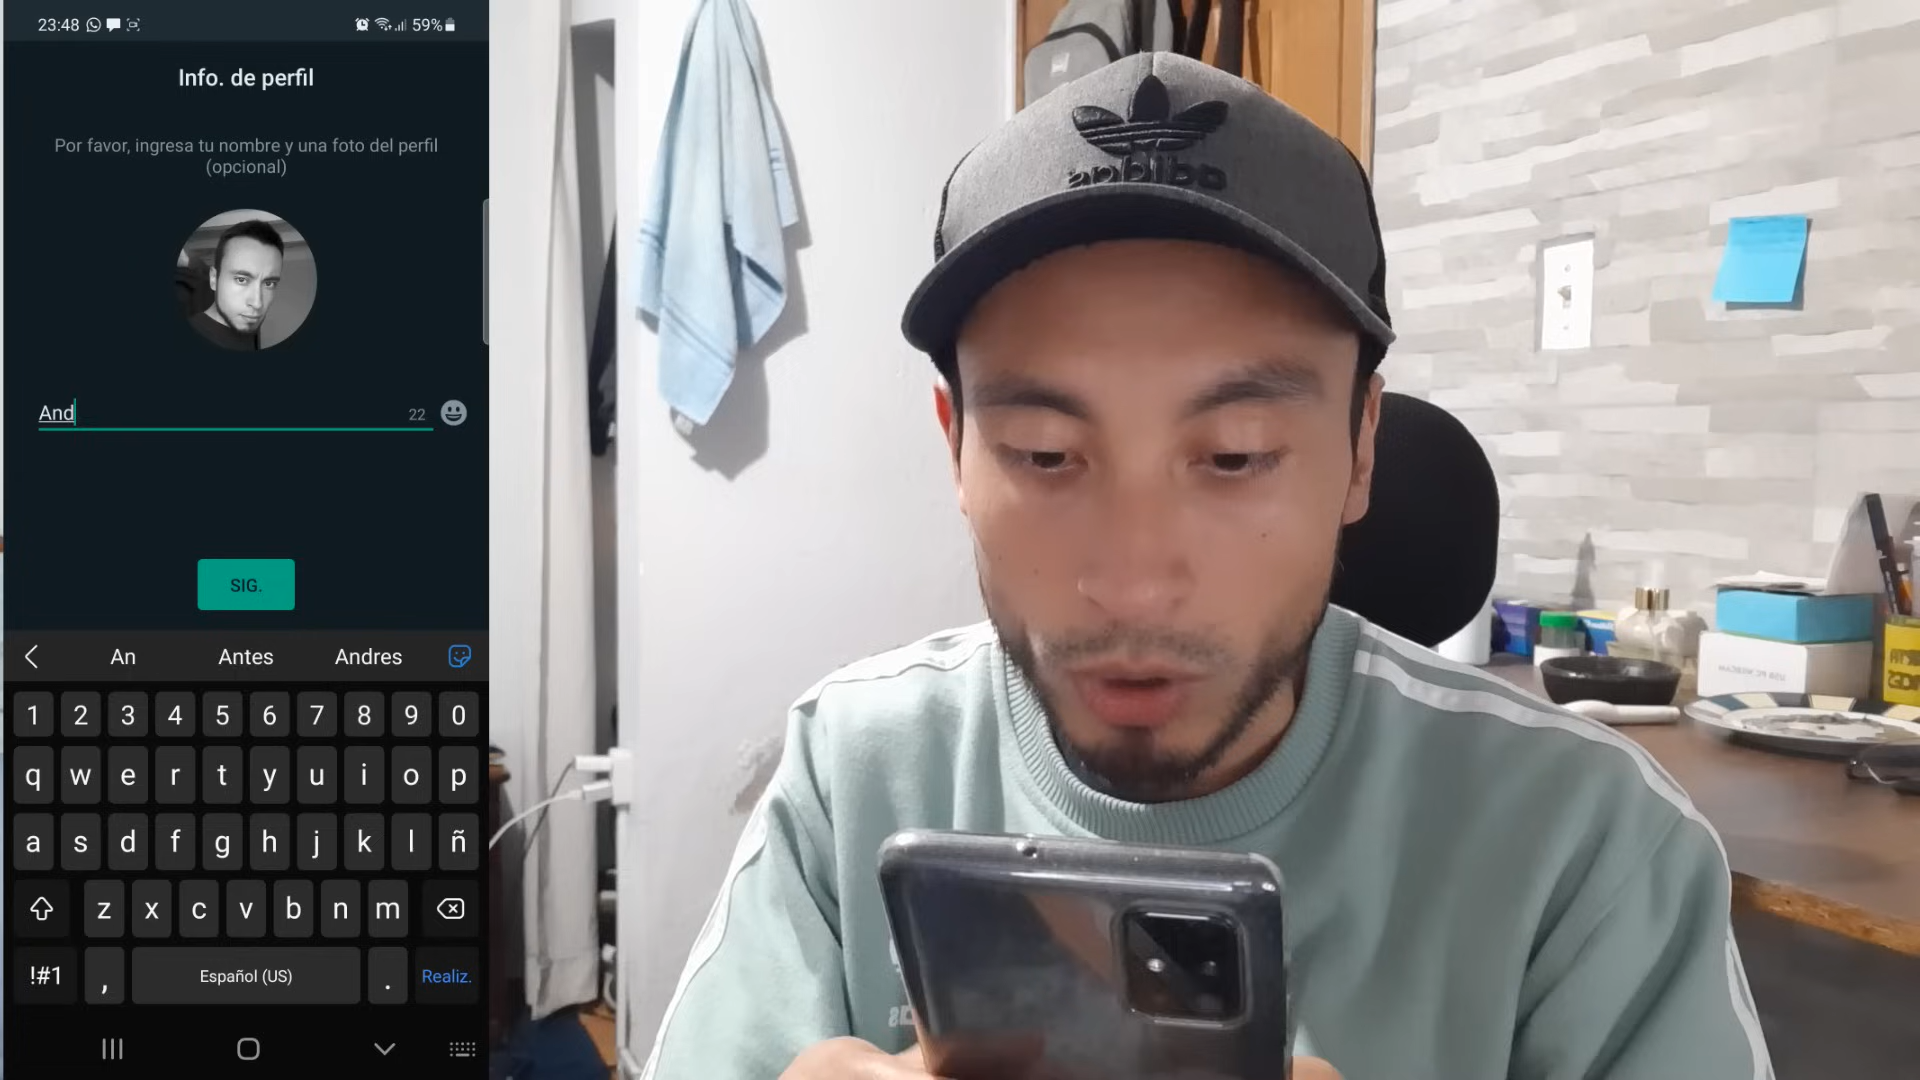 23:48
59%
Info. de perfil
Por favor, ingresa tu nombre y una foto del perfil
(opcional)
And
22
SIG.
An Antes Andres
1 2 3 4 5 6 7 8 9 0
q w e r t y u i o p
a s d f g h j k l ñ
z x c v b n m
!#1 , Español (US) . Realiz.
adidas